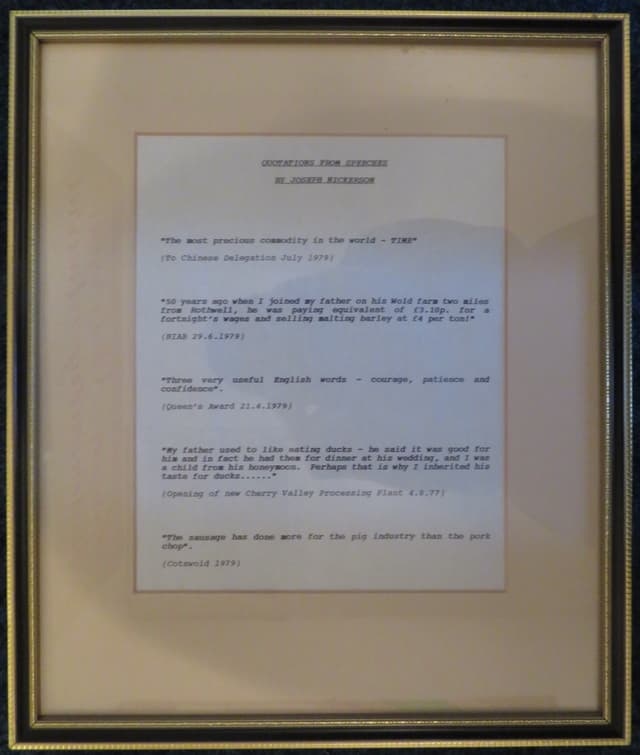 QUOTATIONS FROM SPEECHES
BY JOSEPH NICKERSON
"The most precious commodity in the world - TIME"
(To Chinese Delegation July 1979)
"50 years ago when I joined my father on his Wold farm two miles
from Rothwell, he was paying equivalent of £3.10p. for a
fortnight's wages and selling malting barley at £4 per ton!"
(NIAB 29.6.1979)
"Three very useful English words - courage, patience and
confidence".
(Queen's Award 21.4.1979)
"My father used to like eating ducks - he said it was good for
him and in fact he had them for dinner at his wedding, and I was
a child from his honeymoon. Perhaps that is why I inherited his
taste for ducks......"
(Opening of new Cherry Valley Processing Plant 4.8.77)
"The sausage has done more for the pig industry than the pork
chop".
(Cotswold 1979)